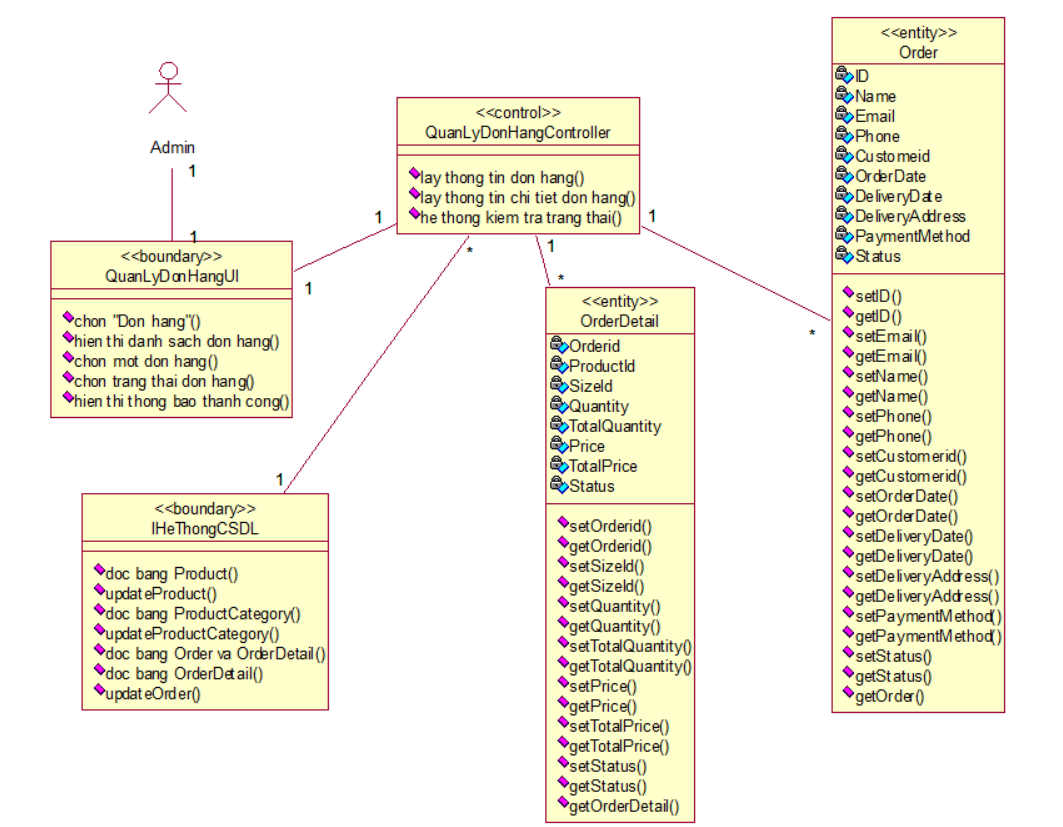 Admin
1
1
<<boundary>>
QuanLyDonHangUI
chon "Don hang"()
hien thi danh sach don hang()
chon mot don hang()
chon trang thai don hang()
hien thi thong bao thanh cong()
1
1
<<control>>
QuanLyDonHangController
lay thong tin don hang()
lay thong tin chi tiet don hang()
he thong kiem tra trang thai()
*
1
<<boundary>>
IHeThongCSDL
doc bang Product()
updateProduct()
doc bang ProductCategory()
updateProductCategory()
doc bang Order va OrderDetail()
doc bang OrderDetail()
updateOrder()
1
*
<<entity>>
OrderDetail
Orderid
ProductId
SizeId
Quantity
TotalQuantity
Price
TotalPrice
Status
setOrderid()
getOrderid()
setSizeId()
getSizeId()
setQuantity()
getQuantity()
setTotalQuantity()
getTotalQuantity()
setPrice()
getPrice()
setTotalPrice()
getTotalPrice()
setStatus()
getStatus()
getOrderDetail()
1
*
<<entity>>
Order
ID
Name
Email
Phone
Customeid
OrderDate
DeliveryDate
DeliveryAddress
PaymentMethod
Status
setID()
getID()
setEmail()
getEmail()
setName()
getName()
setPhone()
getPhone()
setCustomerid()
getCustomerid()
setOrderDate()
getOrderDate()
setDeliveryDate()
getDeliveryDate()
setDeliveryAddress()
getDeliveryAddress()
setPaymentMethod()
getPaymentMethod()
setStatus()
getStatus()
getOrder()